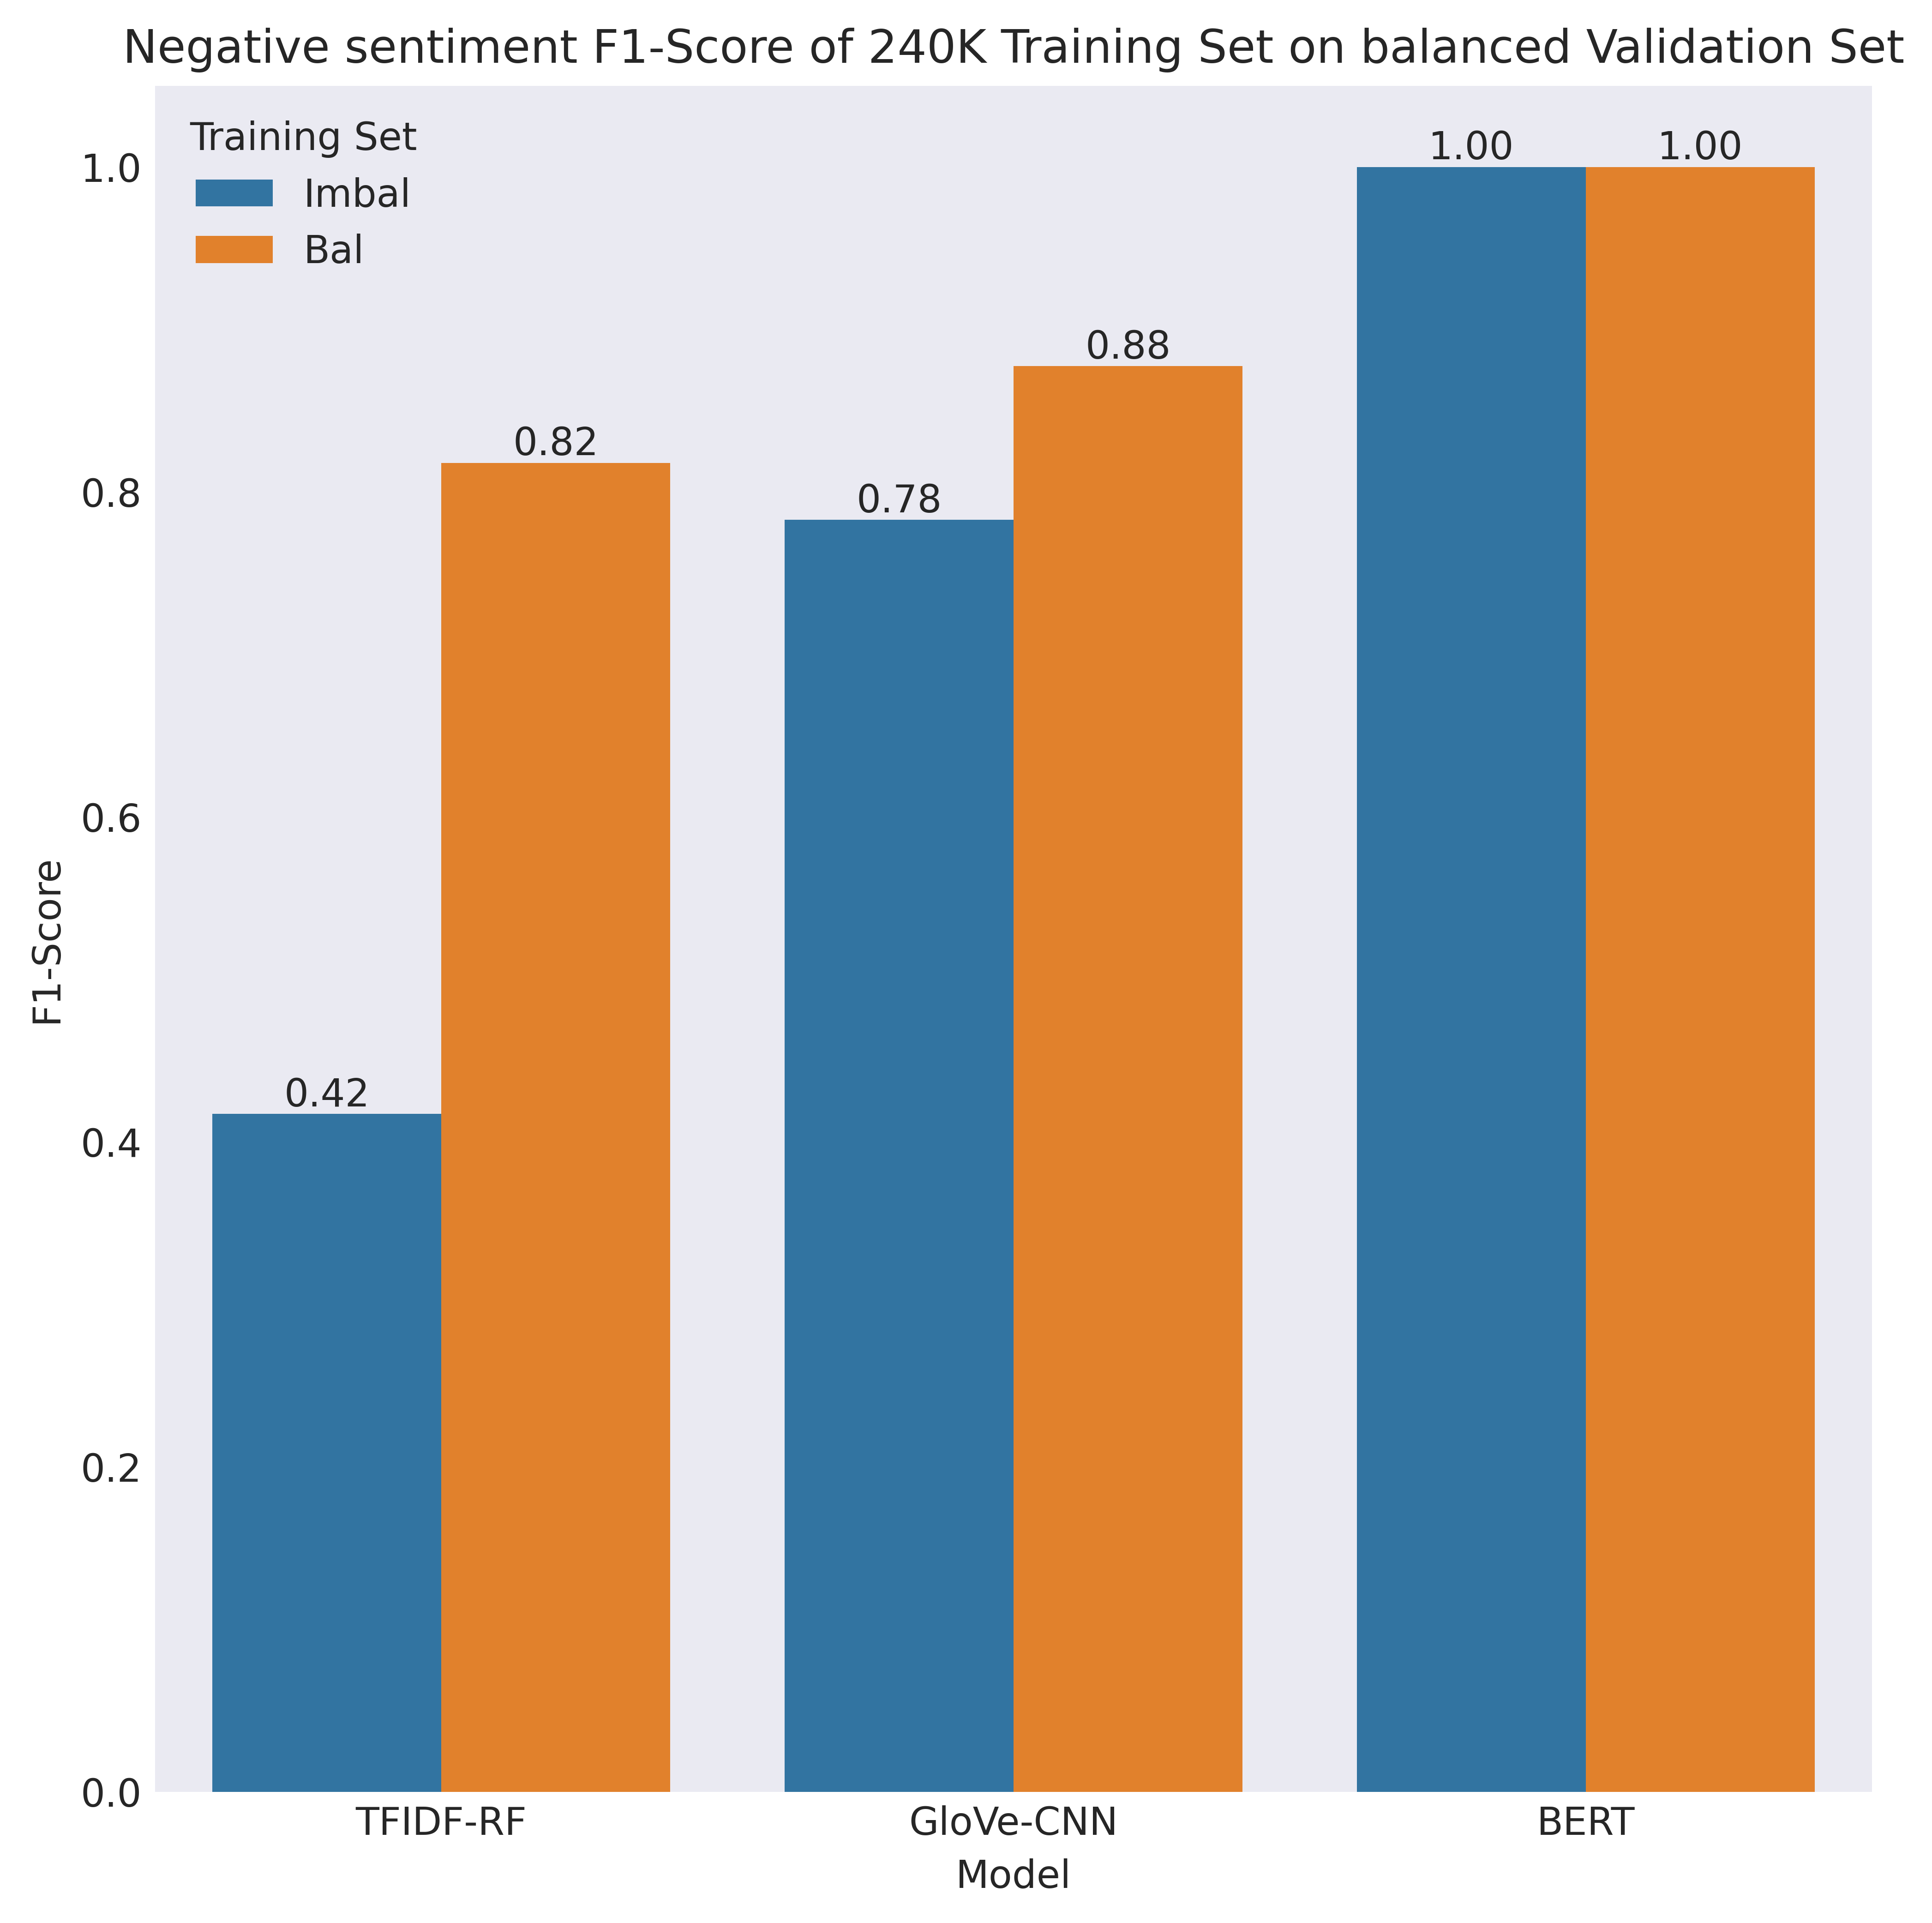 Negative sentiment F1-Score of 240K Training Set on balanced Validation Set
Training Set
Imbal
Bal
1.0
0.8
0.6
0.4
0.2
0.0
F1-Score
0.42
0.82
0.78
0.88
1.00
1.00
TFIDF-RF
GloVe-CNN
BERT
Model